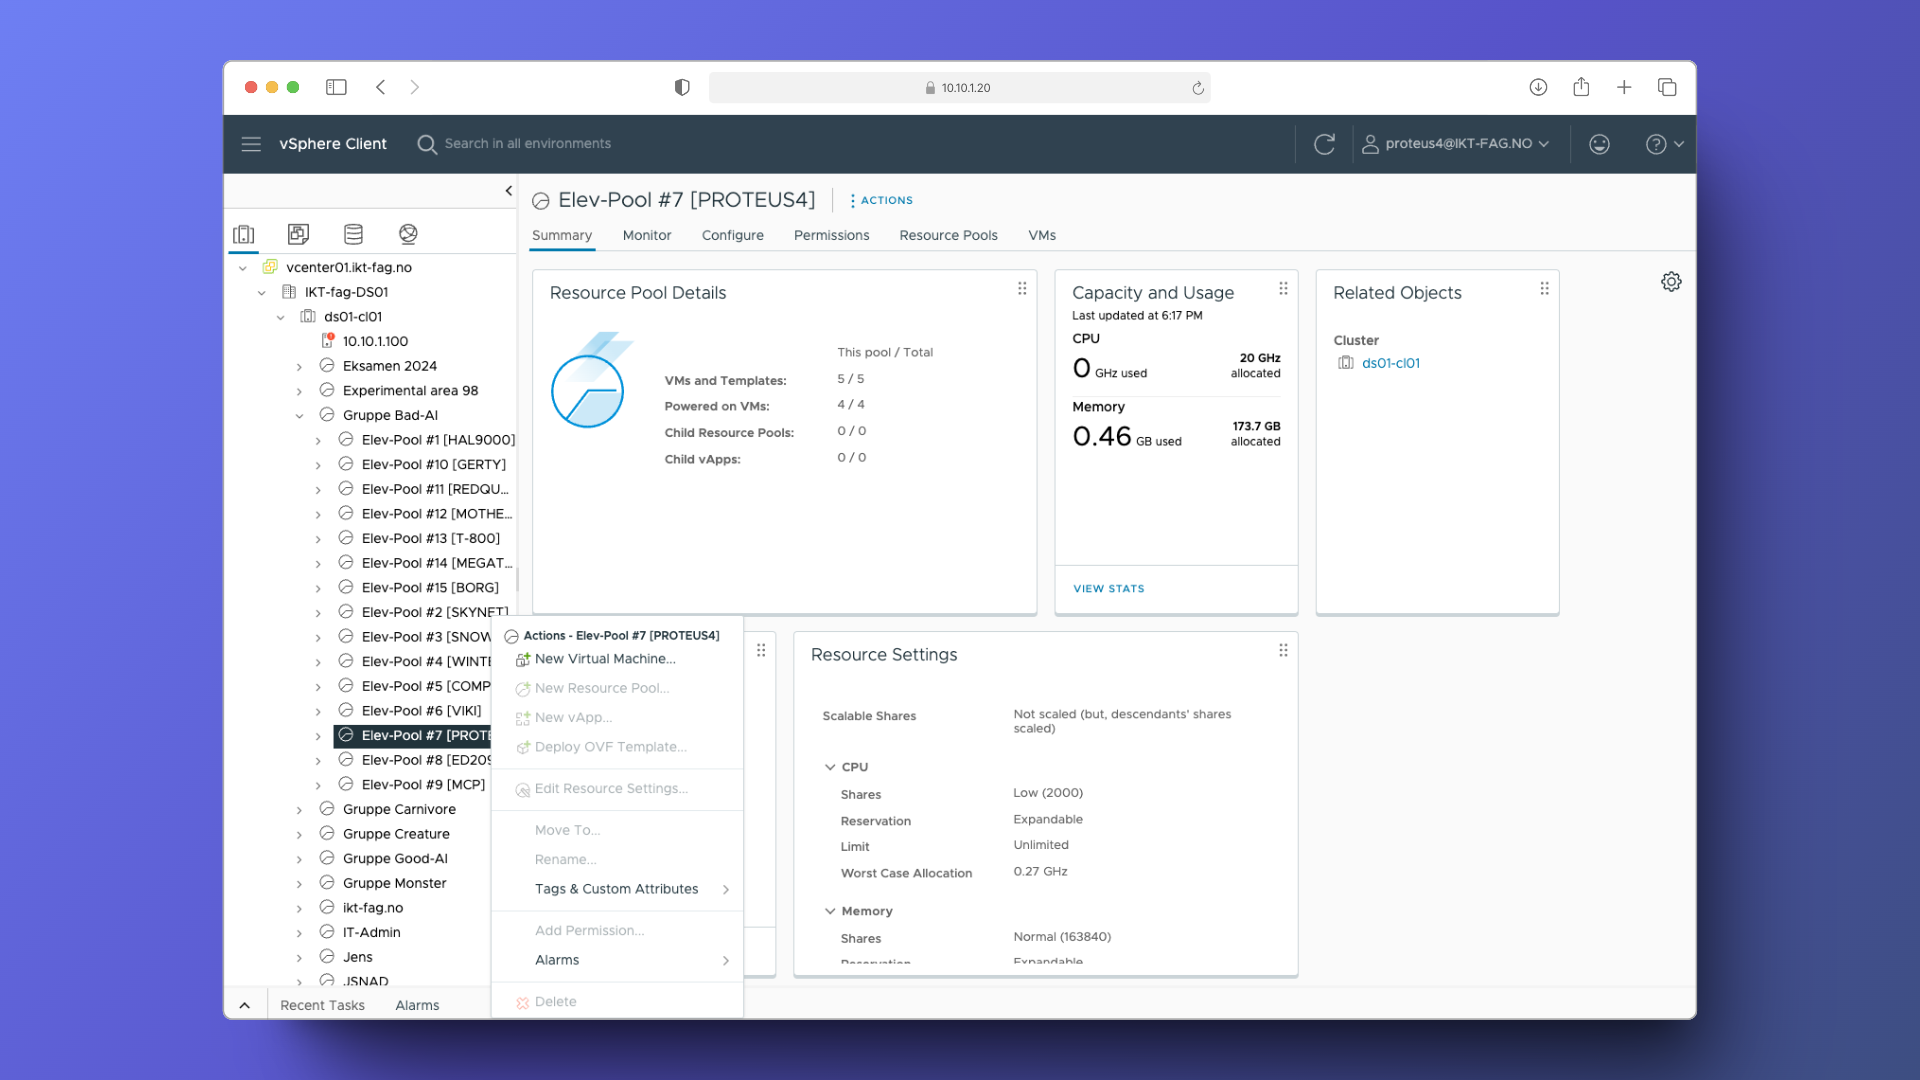 10.10.1.20
vSphere Client
Search in all environments
proteus4@IKT-FAG.NO
Elev-Pool #7 [PROTEUS4]
ACTIONS
Summary
Monitor
Configure
Permissions
Resource Pools
VMs
vcenter01.ikt-fag.no
IKT-fag-DS01
ds01-cl01
10.10.1.100
Eksamen 2024
Experimental area 98
Gruppe Bad-AI
Elev-Pool #1 [HAL9000]
Elev-Pool #10 [GERTY]
Elev-Pool #11 [REDQU...
Elev-Pool #12 [MOTHE...
Elev-Pool #13 [T-800]
Elev-Pool #14 [MEGAT...
Elev-Pool #15 [BORG]
Elev-Pool #2 [SKYNET]
Elev-Pool #3 [SNOW
Elev-Pool #4 [WINTE
Elev-Pool #5 [COMP
Elev-Pool #6 [VIKI]
Elev-Pool #7 [PROTE
Elev-Pool #8 [ED209
Elev-Pool #9 [MCP]
Gruppe Carnivore
Gruppe Creature
Gruppe Good-AI
Gruppe Monster
ikt-fag.no
IT-Admin
Jens
JSNAD
Recent Tasks
Alarms
Resource Pool Details
This pool / Total
VMs and Templates: 5 / 5
Powered on VMs: 4 / 4
Child Resource Pools: 0 / 0
Child vApps: 0 / 0
Capacity and Usage
Last updated at 6:17 PM
CPU
0 GHz used
20 GHz
allocated
Memory
0.46 GB used
173.7 GB
allocated
VIEW STATS
Related Objects
Cluster
ds01-cl01
Actions - Elev-Pool #7 [PROTEUS4]
New Virtual Machine...
New Resource Pool...
New vApp...
Deploy OVF Template...
Edit Resource Settings...
Move To...
Rename...
Tags & Custom Attributes
Add Permission...
Alarms
Delete
Resource Settings
Scalable Shares
Not scaled (but, descendants' shares
scaled)
CPU
Shares Low (2000)
Reservation Expandable
Limit Unlimited
Worst Case Allocation 0.27 GHz
Memory
Shares Normal (163840)
Reservation Expandable